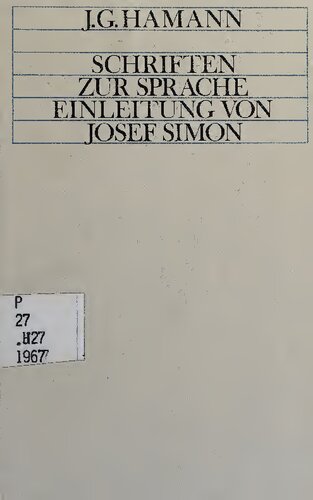 J.G.HAMANN
SCHRIFTEN
ZUR SPRACHE
EINLEITUNG VON
JOSEF SIMON
P
27
.H27
1967